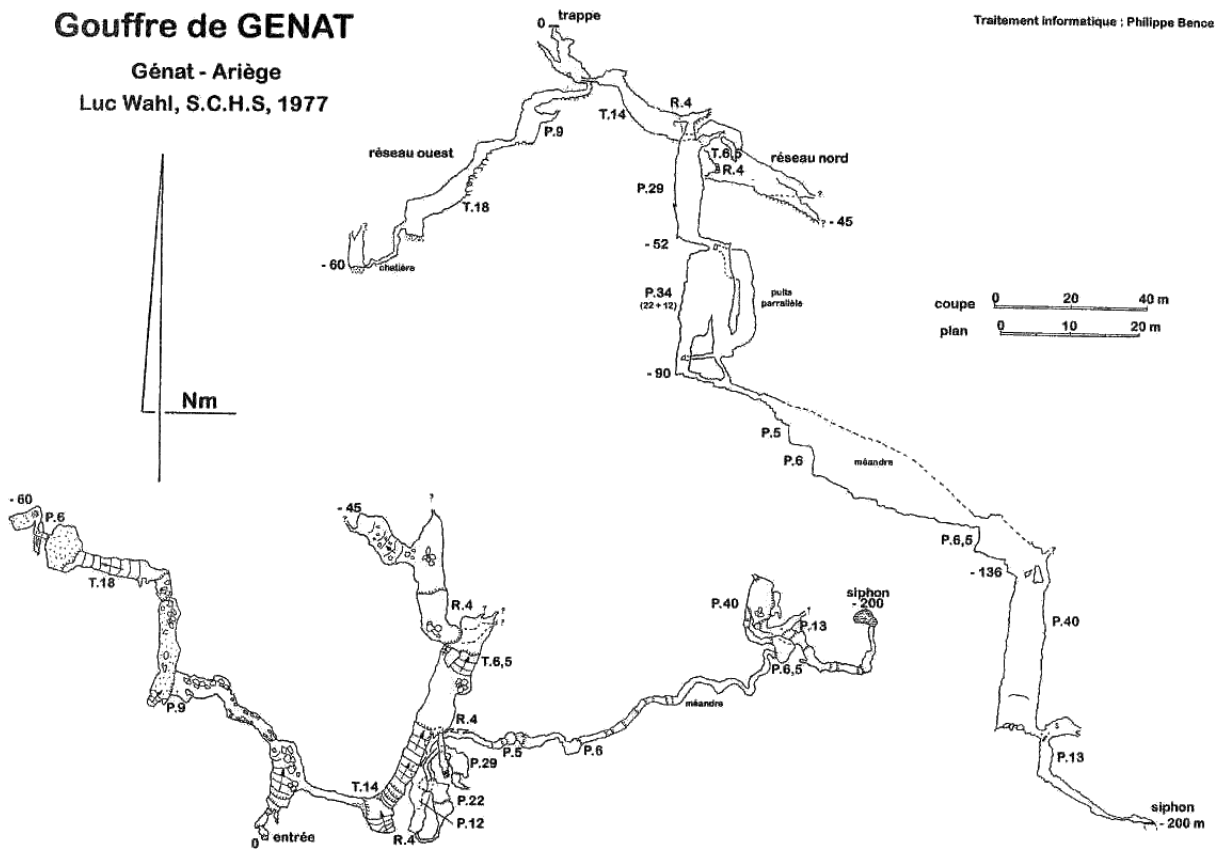 Gouffre de GENAT
Génat - Ariège
Luc Wahl, S.C.H.S, 1977
Traitement informatique : Philippe Bence
trappe
0
T.14
R.4
P.9
réseau ouest
T.18
- 60
chatière
T.6,5
R.4
réseau nord
?
? - 45
P.29
- 52
P.34
(22 + 12)
puits
parralièle
- 90
coupe
0 20 40 m
plan
0 10 20 m
Nm
P.5
P.6
méandre
P.6,5
- 136
?
P.40
P.13
siphon
- 200 m
- 60
P.6
T.18
P.9
0
entrée
- 45
?
R.4
? ?
?
T.6,5
R.4
T.14
R.4
P.29
P.22
P.12
P.5
P.6
méandre
P.40
?
P.13
P.6,5
siphon
- 200